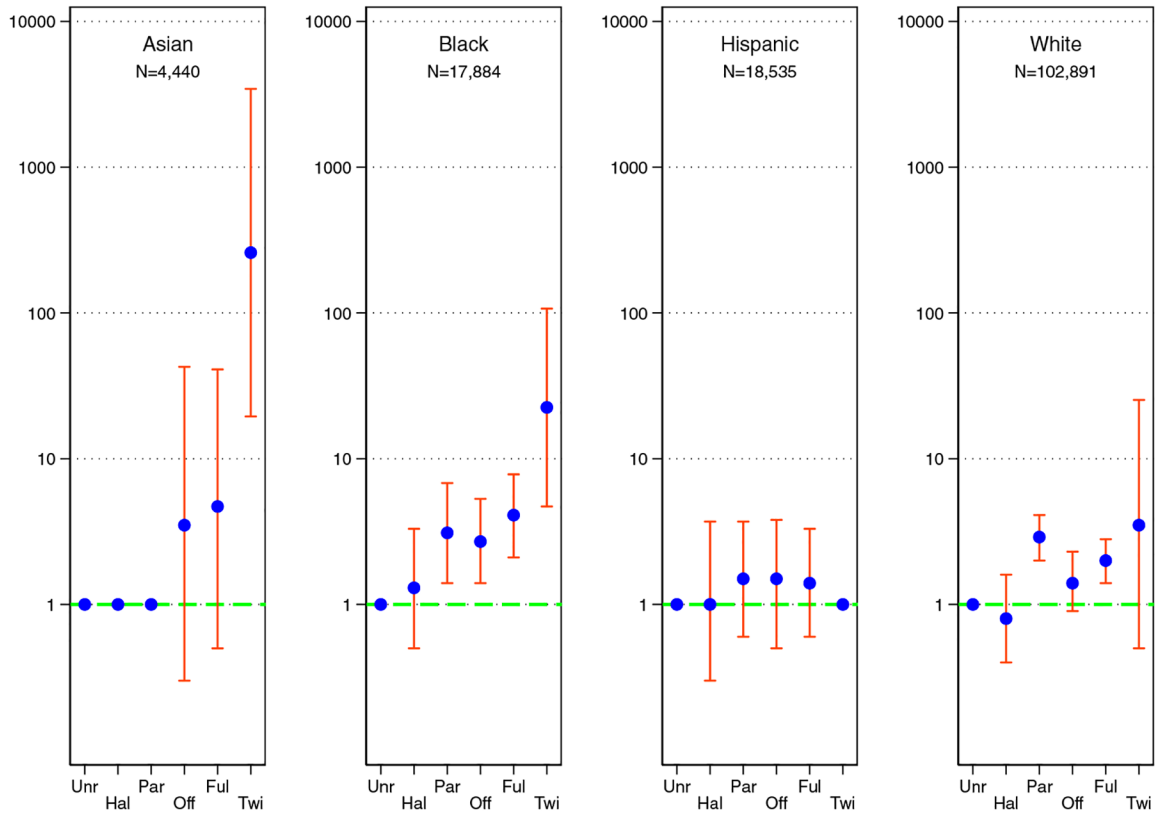 Asian
N=4,440
10000
1000
100
10
1
Unr
Hal
Par
Off
Ful
Twi
Black
N=17,884
10000
1000
100
10
1
Unr
Hal
Par
Off
Ful
Twi
Hispanic
N=18,535
10000
1000
100
10
1
Unr
Hal
Par
Off
Ful
Twi
White
N=102,891
10000
1000
100
10
1
Unr
Hal
Par
Off
Ful
Twi